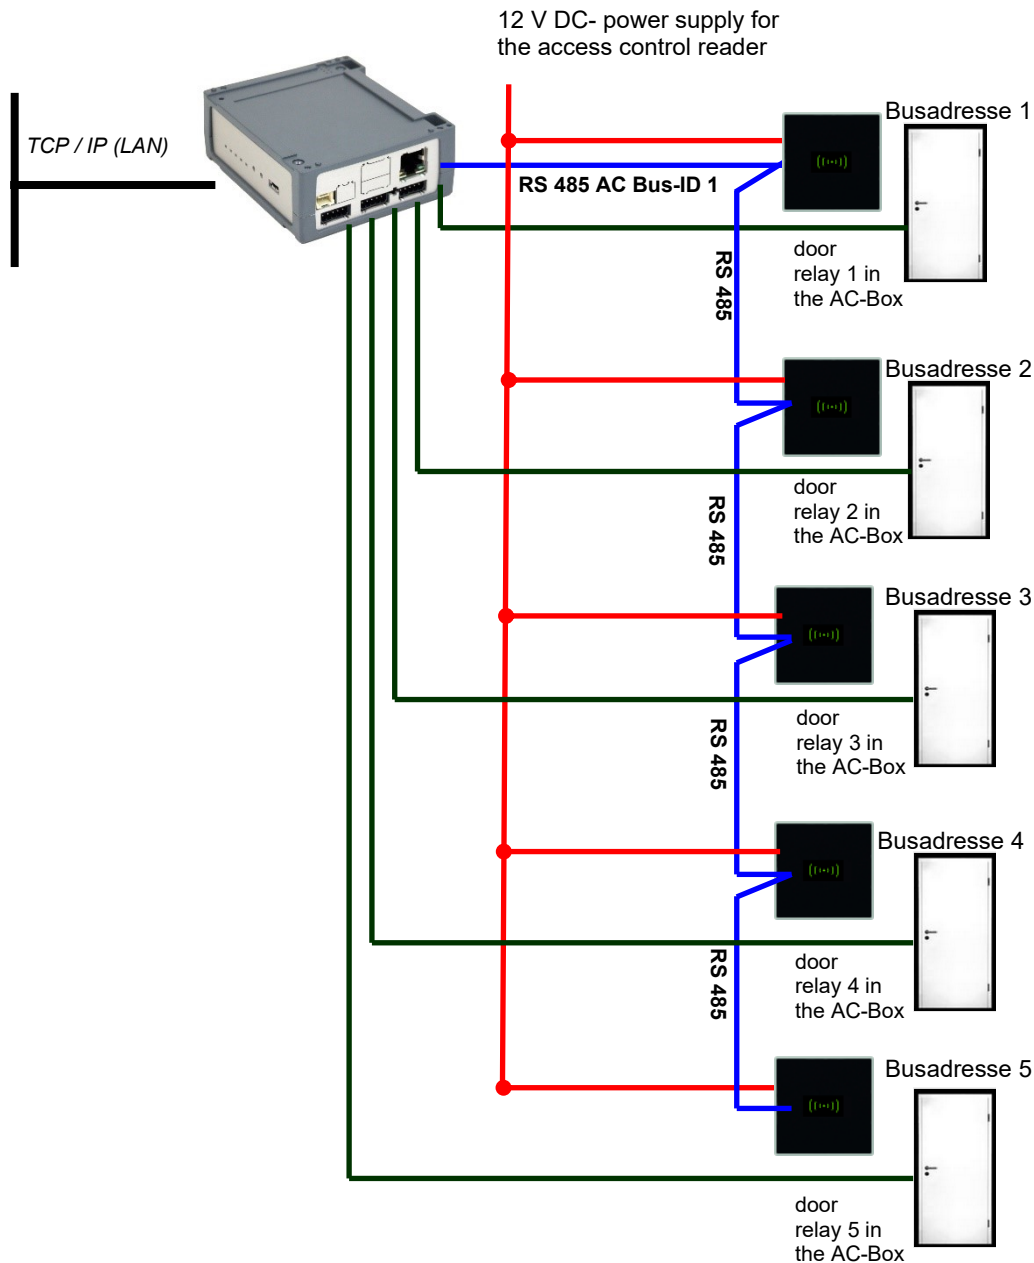 12 V DC- power supply for
the access control reader
Busadresse 1
TCP / IP (LAN)
RS 485 AC Bus-ID 1
door
relay 1 in
the AC-Box
RS 485
Busadresse 2
door
relay 2 in
the AC-Box
RS 485
Busadresse 3
door
relay 3 in
the AC-Box
RS 485
Busadresse 4
door
relay 4 in
the AC-Box
RS 485
Busadresse 5
door
relay 5 in
the AC-Box